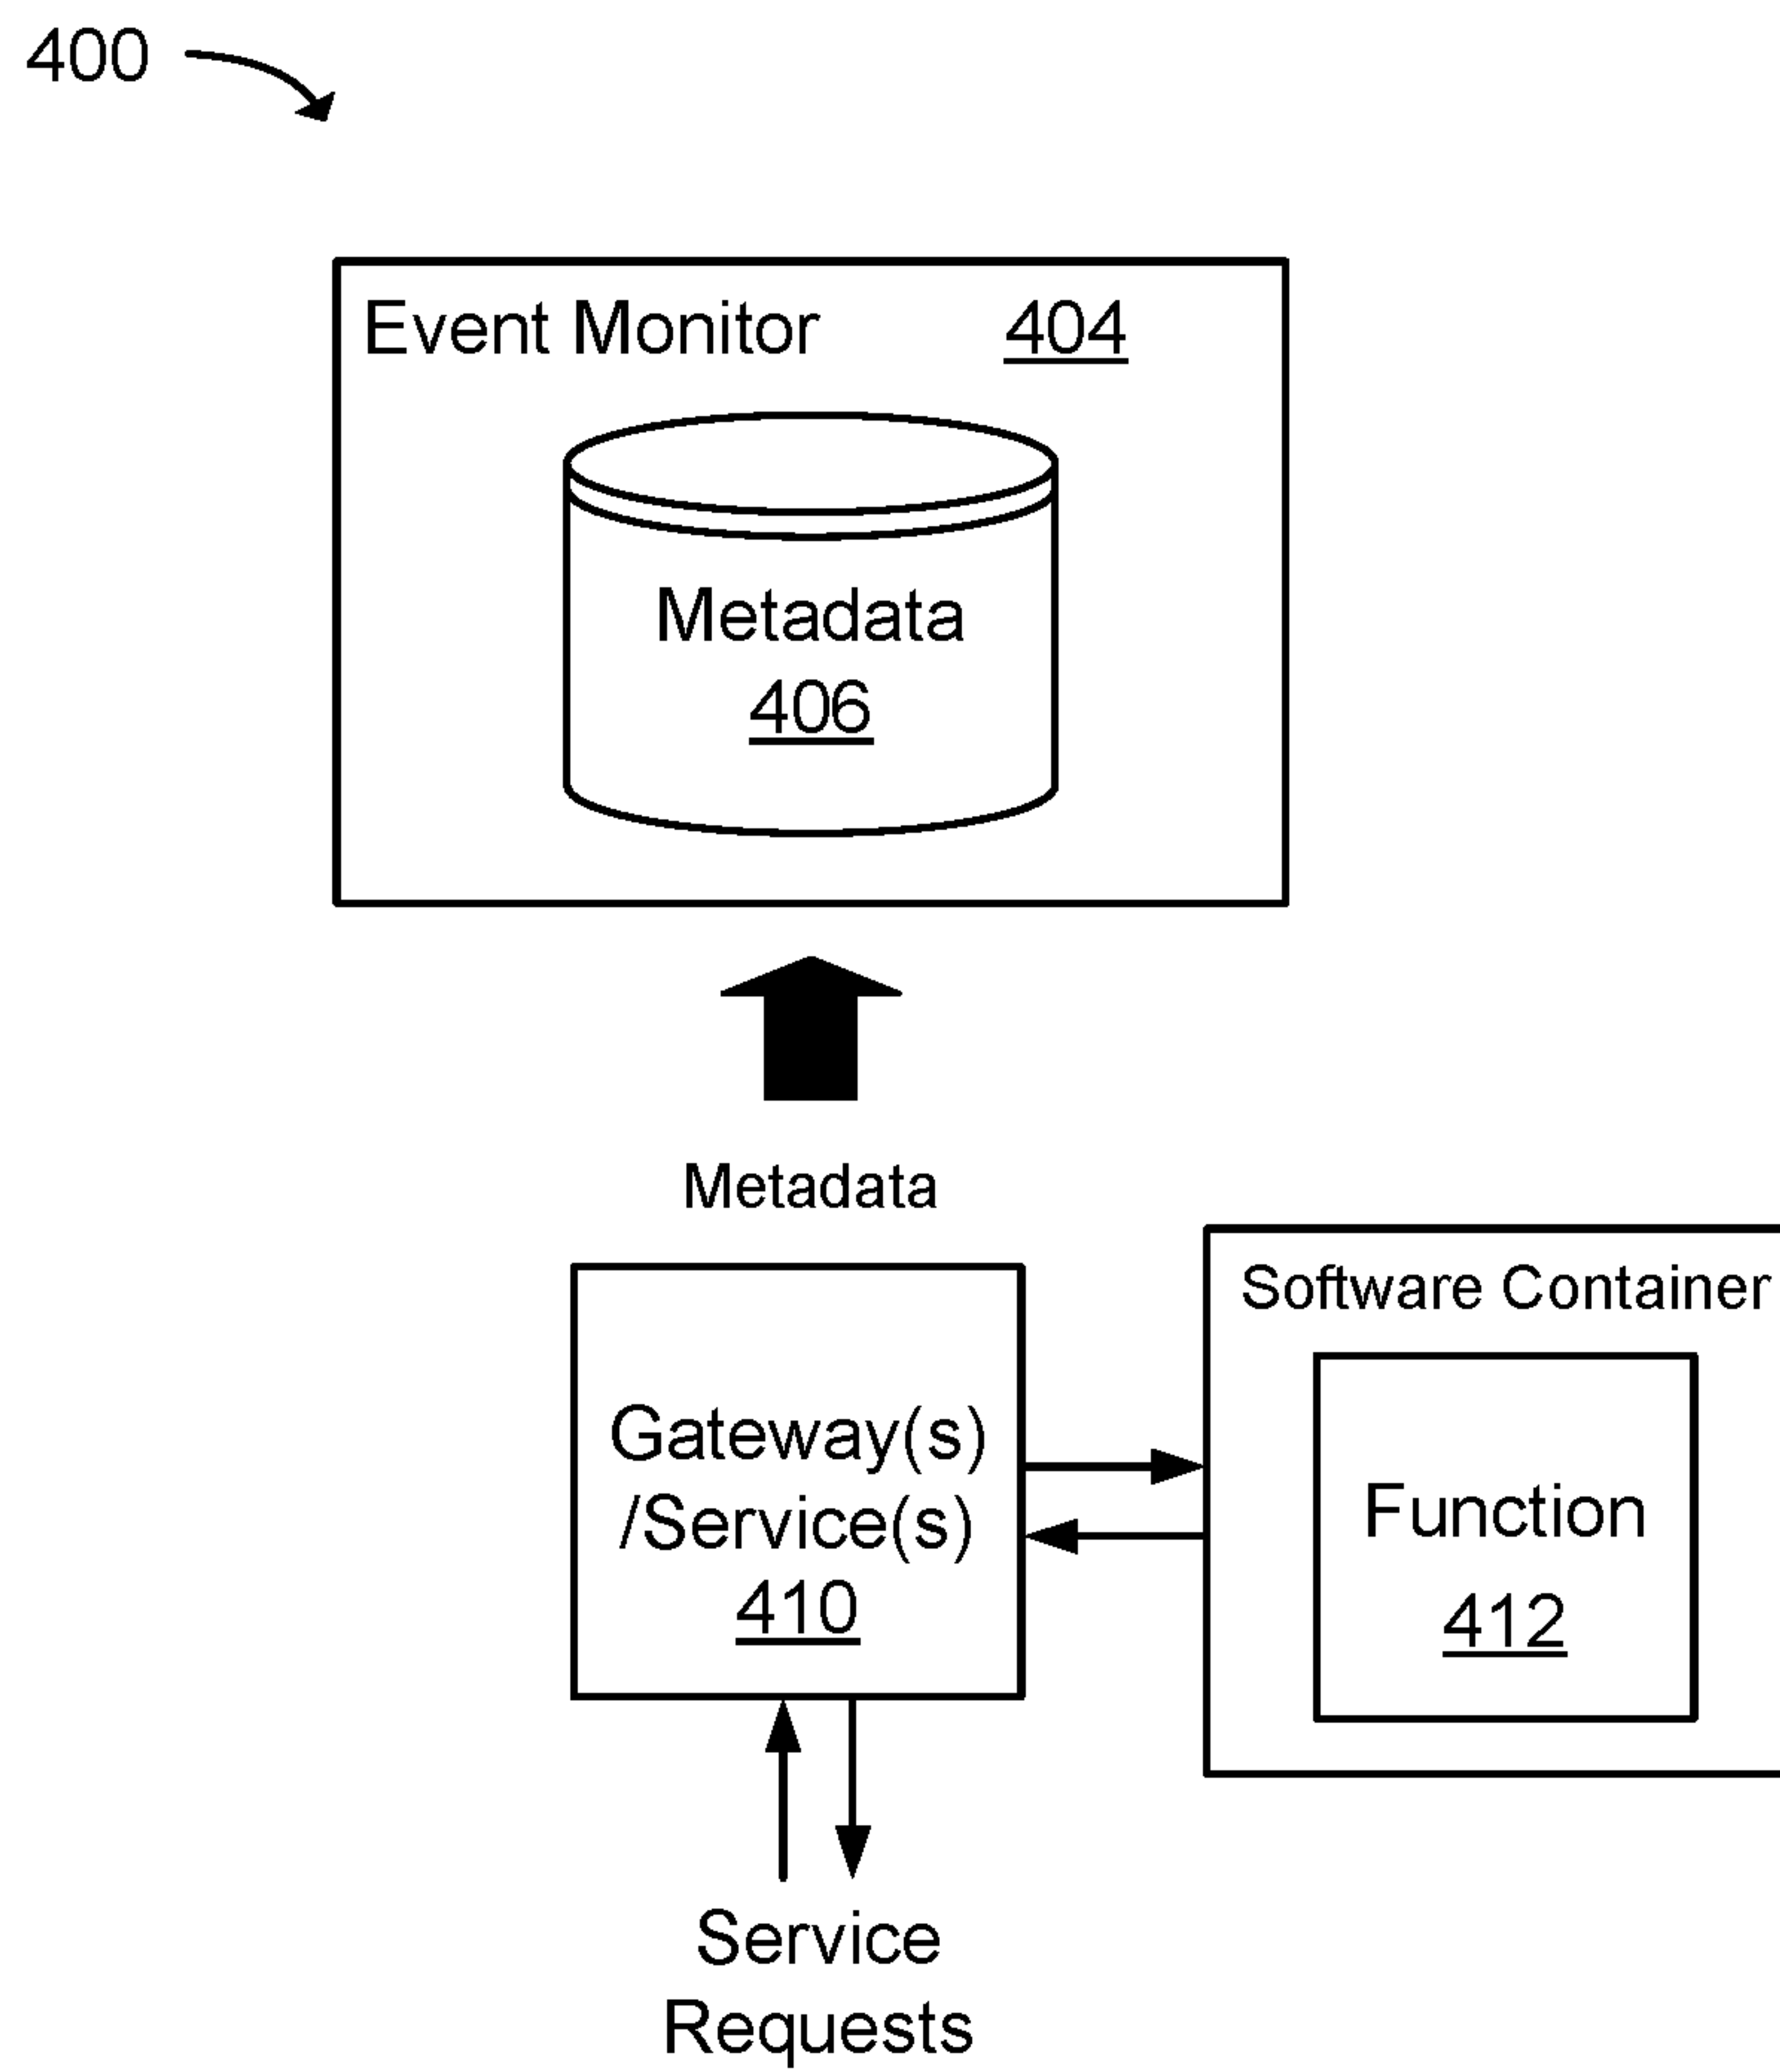 400
Event Monitor 404
Metadata
406
Metadata
Software Container
Gateway(s)
/Service(s)
410
Function
412
Service
Requests